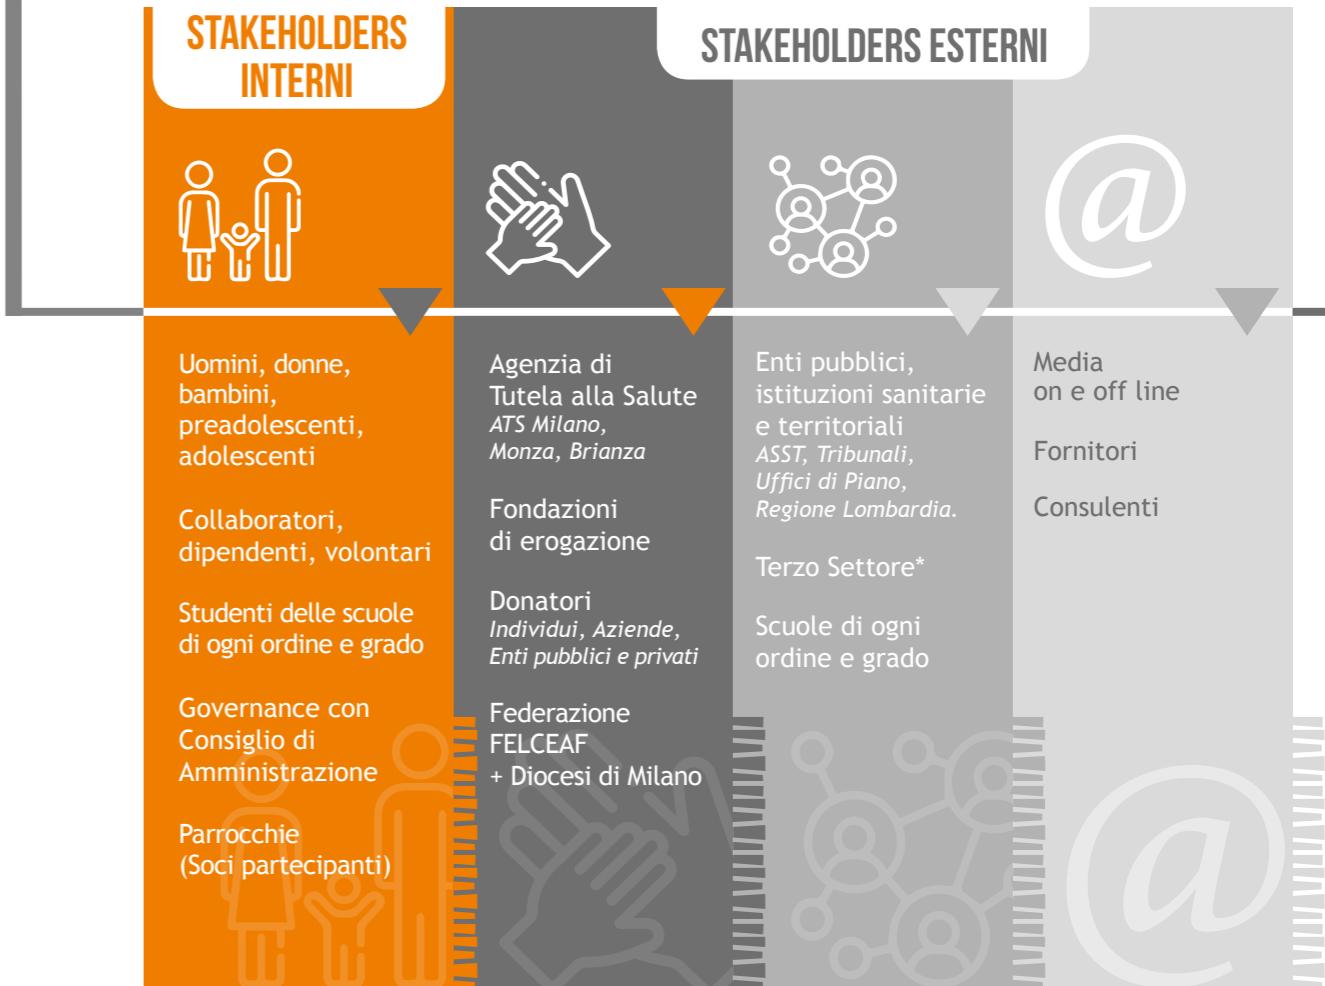 STAKEHOLDERS
INTERNI
STAKEHOLDERS ESTERNI
@
Uomini, donne,
bambini,
preadolescenti,
adolescenti
Collaboratori,
dipendenti, volontari
Studenti delle scuole
di ogni ordine e grado
Governance con
Consiglio di
Amministrazione
Parrocchie
(Soci partecipanti)
Agenzia di
Tutela alla Salute
ATS Milano,
Monza, Brianza
Fondazioni
di erogazione
Donatori
Individui, Aziende,
Enti pubblici e privati
Federazione
FELCEAF
+ Diocesi di Milano
Enti pubblici,
istituzioni sanitarie
e territoriali
ASST, Tribunali,
Uffici di Piano,
Regione Lombardia.
Terzo Settore*
Scuole di ogni
ordine e grado
Media
on e off line
Fornitori
Consulenti
@